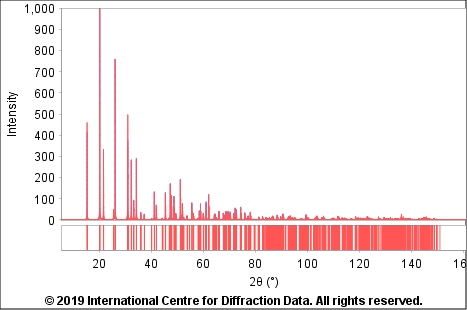 1,000
900
800
700
600
500
400
300
200
100
0
Intensity
20 40 60 80 100 120 140 16
2θ (°)
© 2019 International Centre for Diffraction Data. All rights reserved.